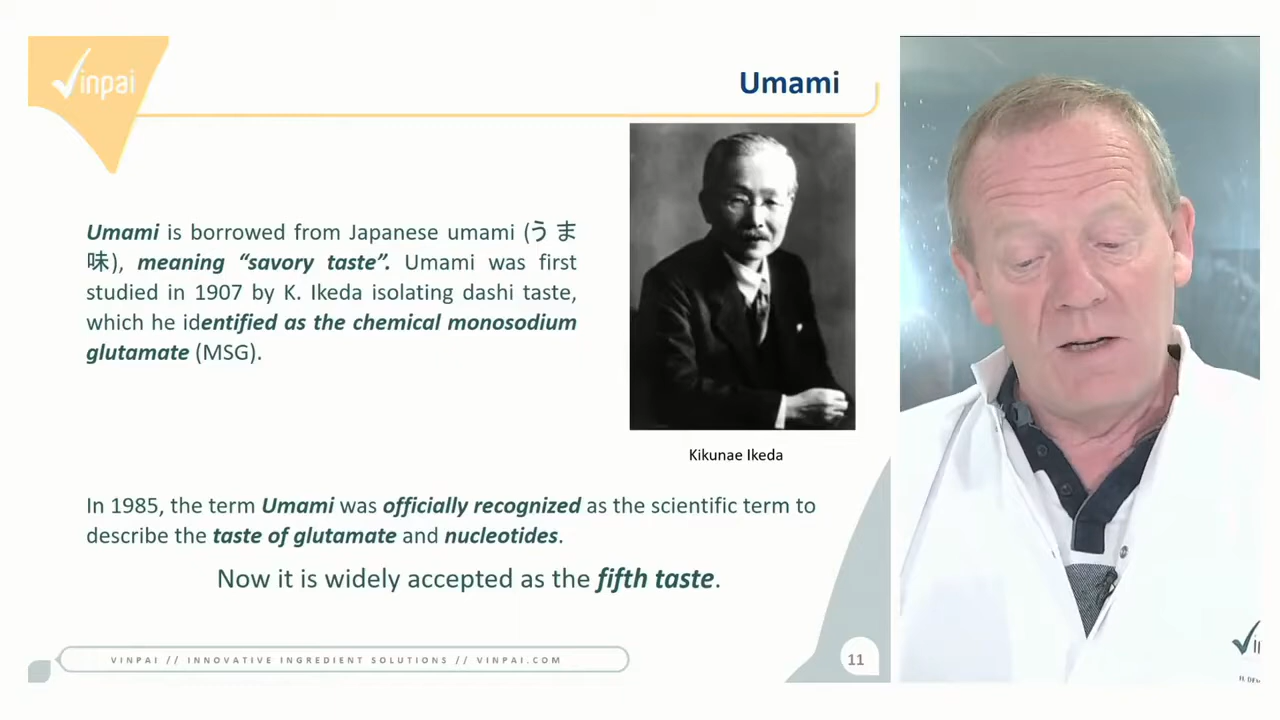 Vinpai
Umami
Umami is borrowed from Japanese umami (うま
味), meaning “savory taste”. Umami was first
studied in 1907 by K. Ikeda isolating dashi taste,
which he identified as the chemical monosodium
glutamate (MSG).
Kikunae Ikeda
In 1985, the term Umami was officially recognized as the scientific term to
describe the taste of glutamate and nucleotides.
Now it is widely accepted as the fifth taste.
VINPAI // INNOVATIVE INGREDIENT SOLUTIONS // VINPAI.COM
11